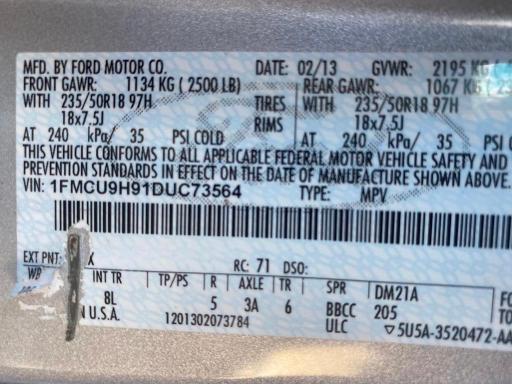 MFD. BY FORD MOTOR CO. DATE: 02/13 GVWR: 2195 KG
FRONT GAWR: 1134 KG ( 2500 LB) REAR GAWR: 1067 KG
WITH 235/50R18 97H TIRES WITH 235/50R18 97H
18x7.5J RIMS 18x7.5J
AT 240 kPa/ 35 PSI COLD AT 240 kPa/ 35 PSI
THIS VEHICLE CONFORMS TO ALL APPLICABLE FEDERAL MOTOR VEHICLE SAFETY AND
PREVENTION STANDARDS IN EFFECT ON THE DATE OF MANUFACTURE SHOWN ABOVE.
VIN: 1FMCU9H91DUC73564 TYPE: MPV
EXT PNT: RC: 71 DSO:
WB INT TR TP/PS R AXLE TR SPR DM21A
8L 5 3A 6 BBCC 205
U.S.A. 1201302073784 ULC ▽5U5A-3520472-AA